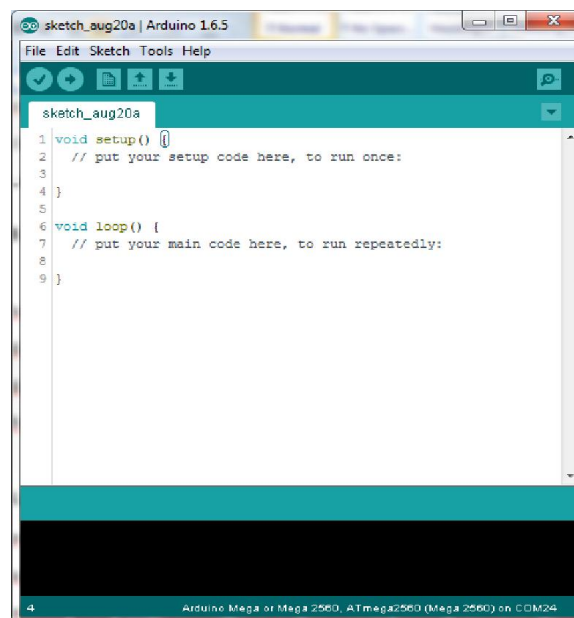 sketch_aug20a | Arduino 1.6.5
File Edit Sketch Tools Help
sketch_aug20a
1 void setup() {
2 // put your setup code here, to run once:
3
4 }
5
6 void loop() {
7 // put your main code here, to run repeatedly:
8
9 }
4 Arduino Mega or Mega 2560, ATmega2560 (Mega 2560) on COM24